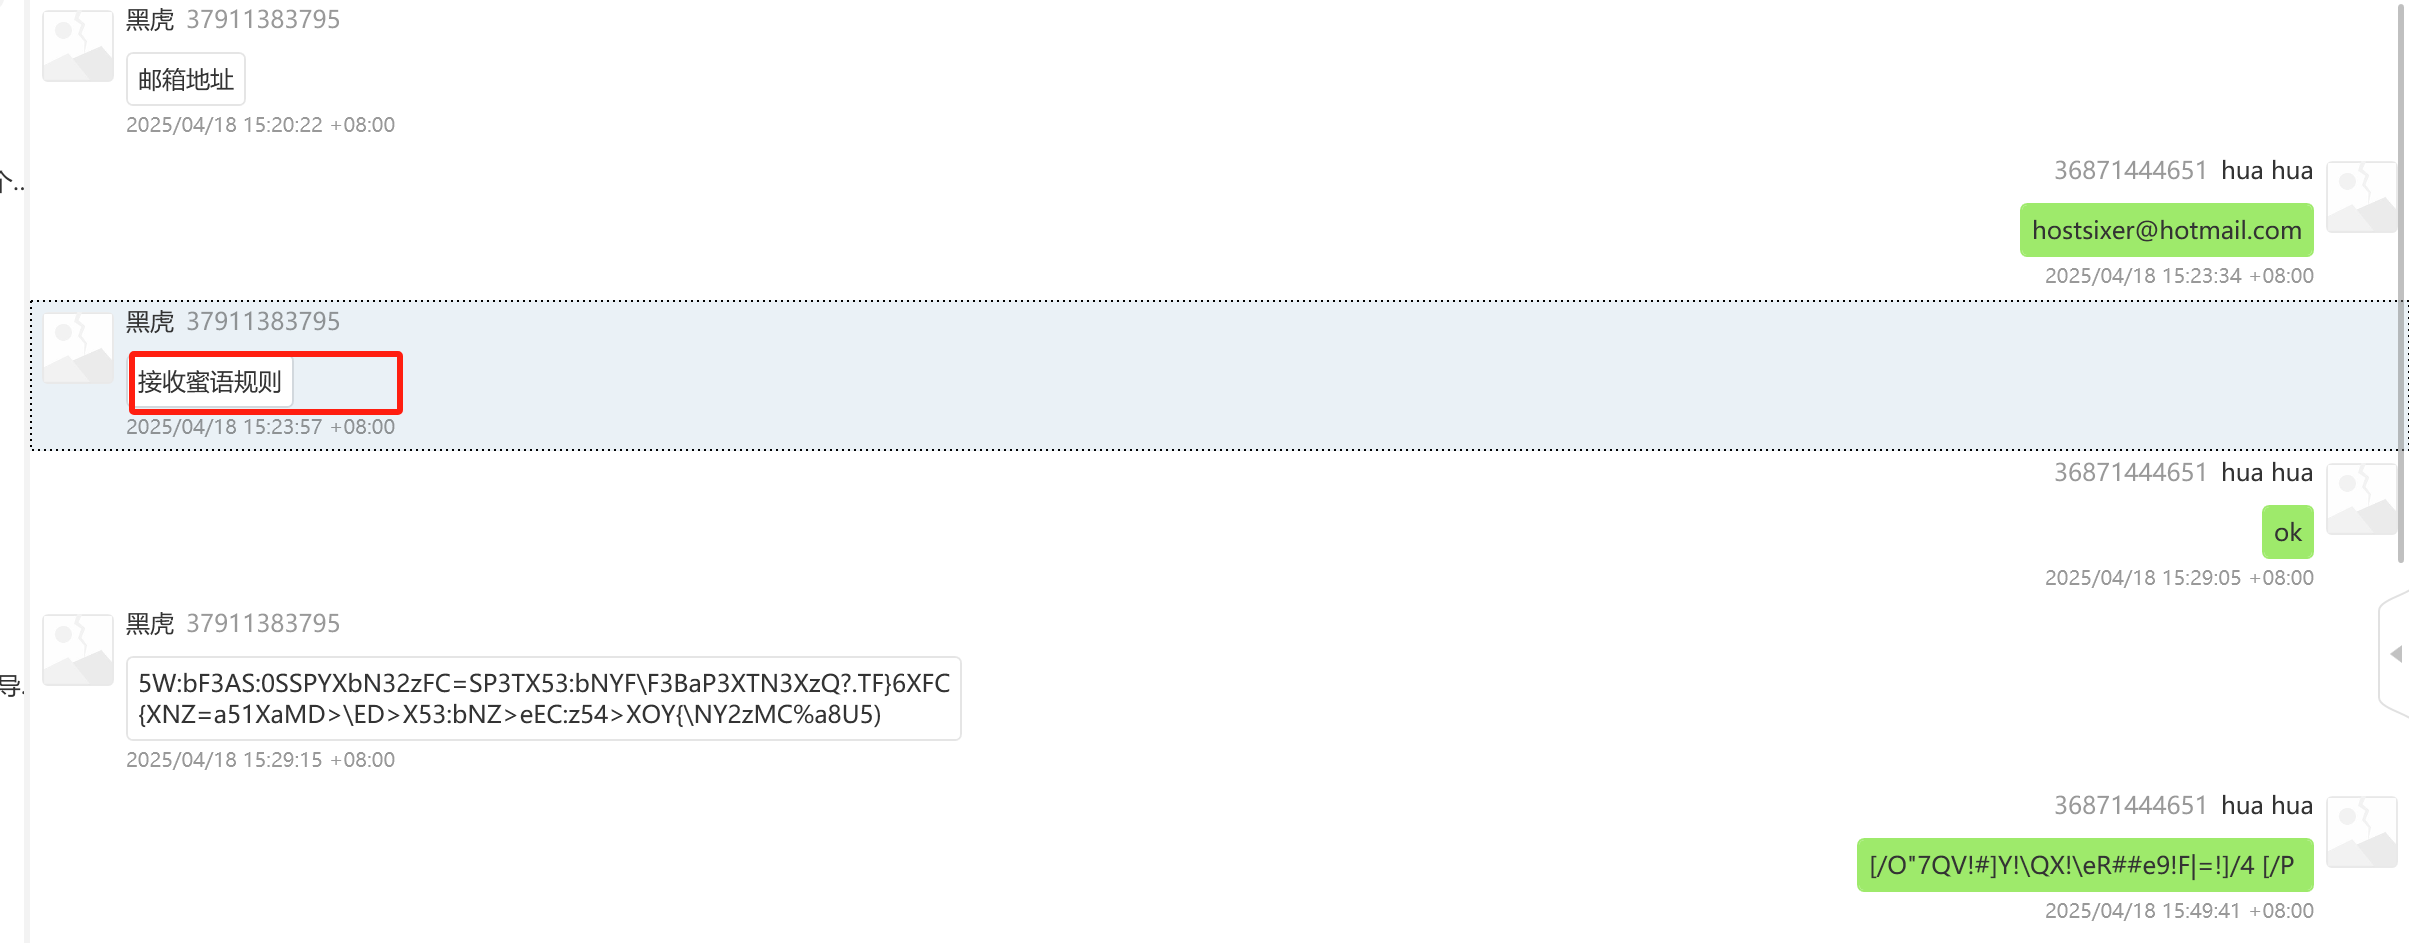 黑虎 37911383795
邮箱地址
2025/04/18 15:20:22 +08:00
个..
36871444651 hua hua
hostsixer@hotmail.com
2025/04/18 15:23:34 +08:00
黑虎 37911383795
接收蜜语规则
2025/04/18 15:23:57 +08:00
36871444651 hua hua
ok
2025/04/18 15:29:05 +08:00
黑虎 37911383795
导.
5W:bF3AS:0SSPYXbN32zFC=SP3TX53:bNYF\F3BaP3XTN3XzQ?.TF}6XFC
{XNZ=a51XaMD>\ED>X53:bNZ>eEC:z54>XOY{\NY2zMC%a8U5)
2025/04/18 15:29:15 +08:00
36871444651 hua hua
[/O"7QV!#]Y!\QX!\eR##e9!F|=!]/4 [/P
2025/04/18 15:49:41 +08:00